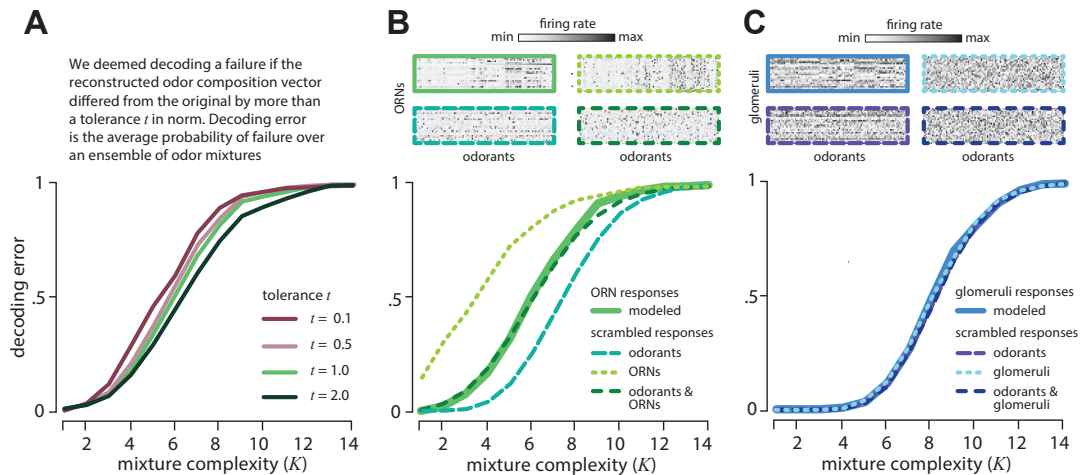 A
We deemed decoding a failure if the
reconstructed odor composition vector
differed from the original by more than
a tolerance t in norm. Decoding error
is the average probability of failure over
an ensemble of odor mixtures
1
.5
0
decoding error
tolerance t
t = 0.1
t = 0.5
t = 1.0
t = 2.0
2 4 6 8 10 12 14
mixture complexity (K)
B
firing rate
min max
ORNs
odorants
1
.5
0
ORN responses
modeled
scrambled responses
odorants
ORNs
odorants &
ORNs
2 4 6 8 10 12 14
mixture complexity (K)
C
firing rate
min max
glomeruli
odorants
1
.5
0
glomeruli responses
modeled
scrambled responses
odorants
glomeruli
odorants &
glomeruli
2 4 6 8 10 12 14
mixture complexity (K)